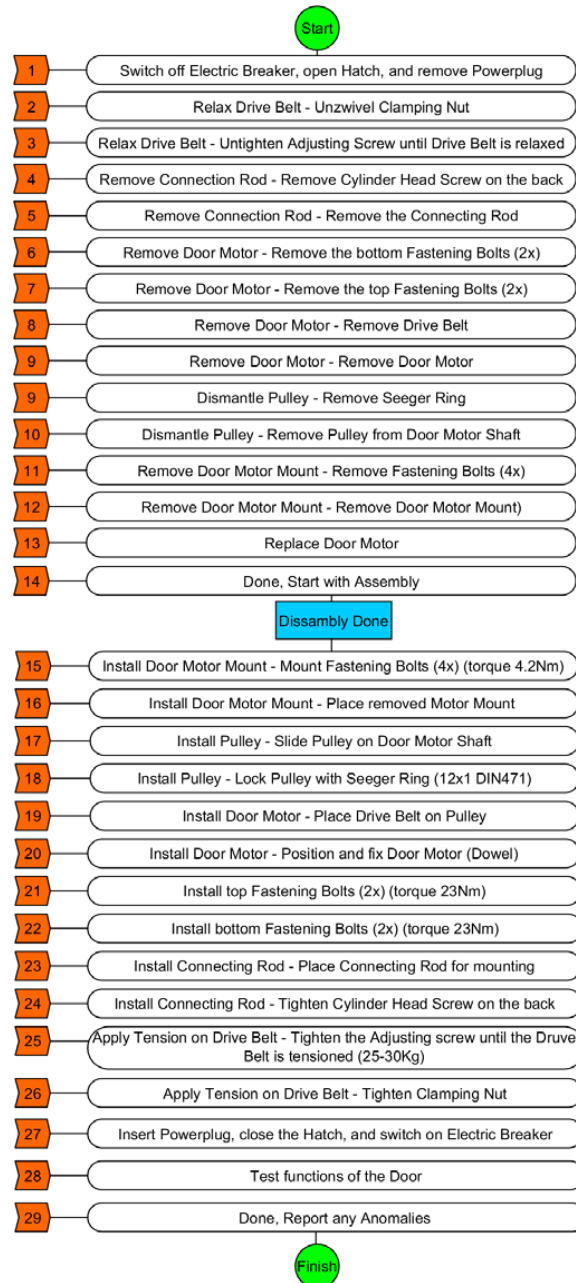 Start
1 Switch off Electric Breaker, open Hatch, and remove Powerplug
2 Relax Drive Belt - Unzwivel Clamping Nut
3 Relax Drive Belt - Untighten Adjusting Screw until Drive Belt is relaxed
4 Remove Connection Rod - Remove Cylinder Head Screw on the back
5 Remove Connection Rod - Remove the Connecting Rod
6 Remove Door Motor - Remove the bottom Fastening Bolts (2x)
7 Remove Door Motor - Remove the top Fastening Bolts (2x)
8 Remove Door Motor - Remove Drive Belt
9 Remove Door Motor - Remove Door Motor
9 Dismantle Pulley - Remove Seeger Ring
10 Dismantle Pulley - Remove Pulley from Door Motor Shaft
11 Remove Door Motor Mount - Remove Fastening Bolts (4x)
12 Remove Door Motor Mount - Remove Door Motor Mount)
13 Replace Door Motor
14 Done, Start with Assembly
Dissambly Done
15 Install Door Motor Mount - Mount Fastening Bolts (4x) (torque 4.2Nm)
16 Install Door Motor Mount - Place removed Motor Mount
17 Install Pulley - Slide Pulley on Door Motor Shaft
18 Install Pulley - Lock Pulley with Seeger Ring (12x1 DIN471)
19 Install Door Motor - Place Drive Belt on Pulley
20 Install Door Motor - Position and fix Door Motor (Dowel)
21 Install top Fastening Bolts (2x) (torque 23Nm)
22 Install bottom Fastening Bolts (2x) (torque 23Nm)
23 Install Connecting Rod - Place Connecting Rod for mounting
24 Install Connecting Rod - Tighten Cylinder Head Screw on the back
25 Apply Tension on Drive Belt - Tighten the Adjusting screw until the Druve
Belt is tensioned (25-30Kg)
26 Apply Tension on Drive Belt - Tighten Clamping Nut
27 Insert Powerplug, close the Hatch, and switch on Electric Breaker
28 Test functions of the Door
29 Done, Report any Anomalies
Finish